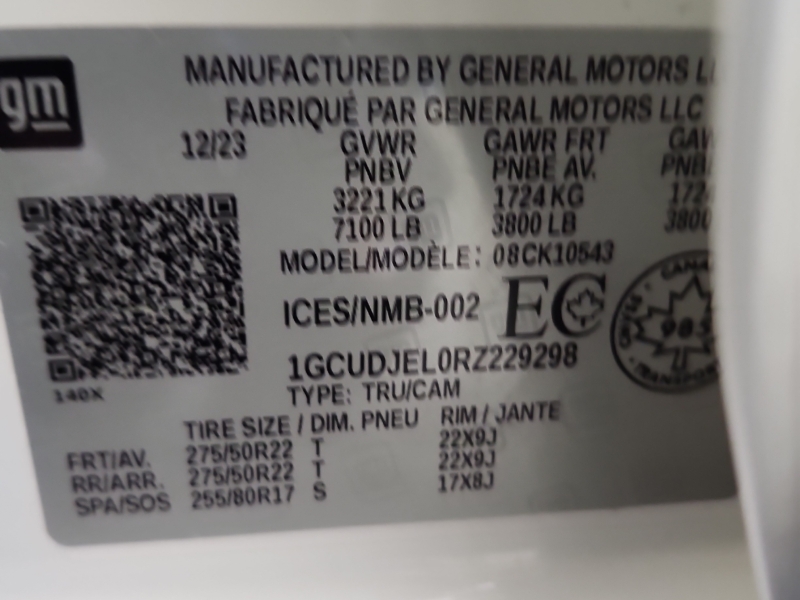 gm
MANUFACTURED BY GENERAL MOTORS
FABRIQUÉ PAR GENERAL MOTORS LLC
12/23 GVWR GAWR FRT
PNBV PNBE AV.
3221 KG 1724 KG
7100 LB 3800 LB 3800
MODEL/MODÈLE: 08CK10543
ICES/NMB-002 EC
1GCUDJEL0RZ229298
140X
TYPE: TRU/CAM
TIRE SIZE / DIM. PNEU RIM / JANTE
FRT/AV. 275/50R22 T 22X9J
RR/ARR. 275/50R22 T 22X9J
SPA/SOS 255/80R17 S 17X8J